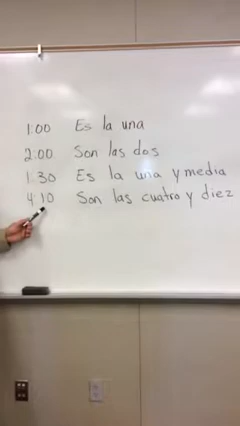 1:00 Es la una
2:00 Son las dos
1:30 Es la una y media
4:10 Son las cuatro y diez